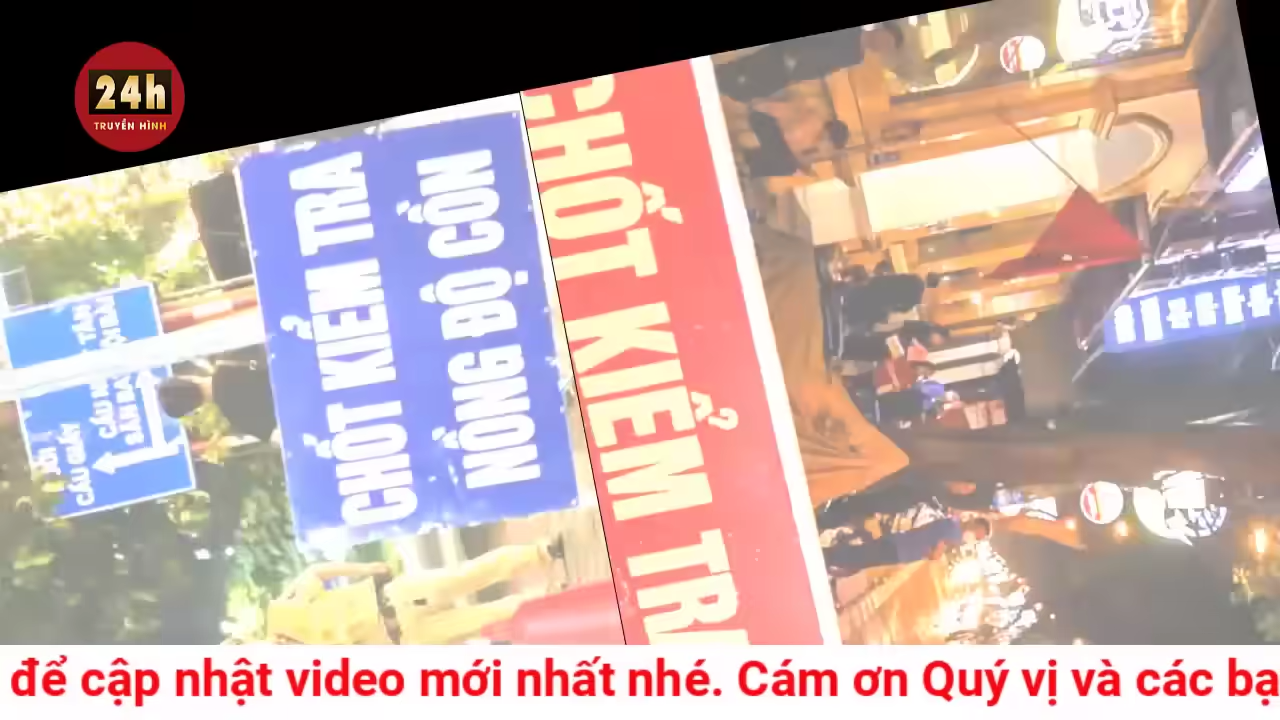 24h
TRUYỀN HÌNH
CHỐT KIỂM TRA
NỒNG ĐỘ CỒN
CHỐT KIỂM TRA
CẦU GIẤY
để cập nhật video mới nhất nhé. Cám ơn Quý vị và các bạ